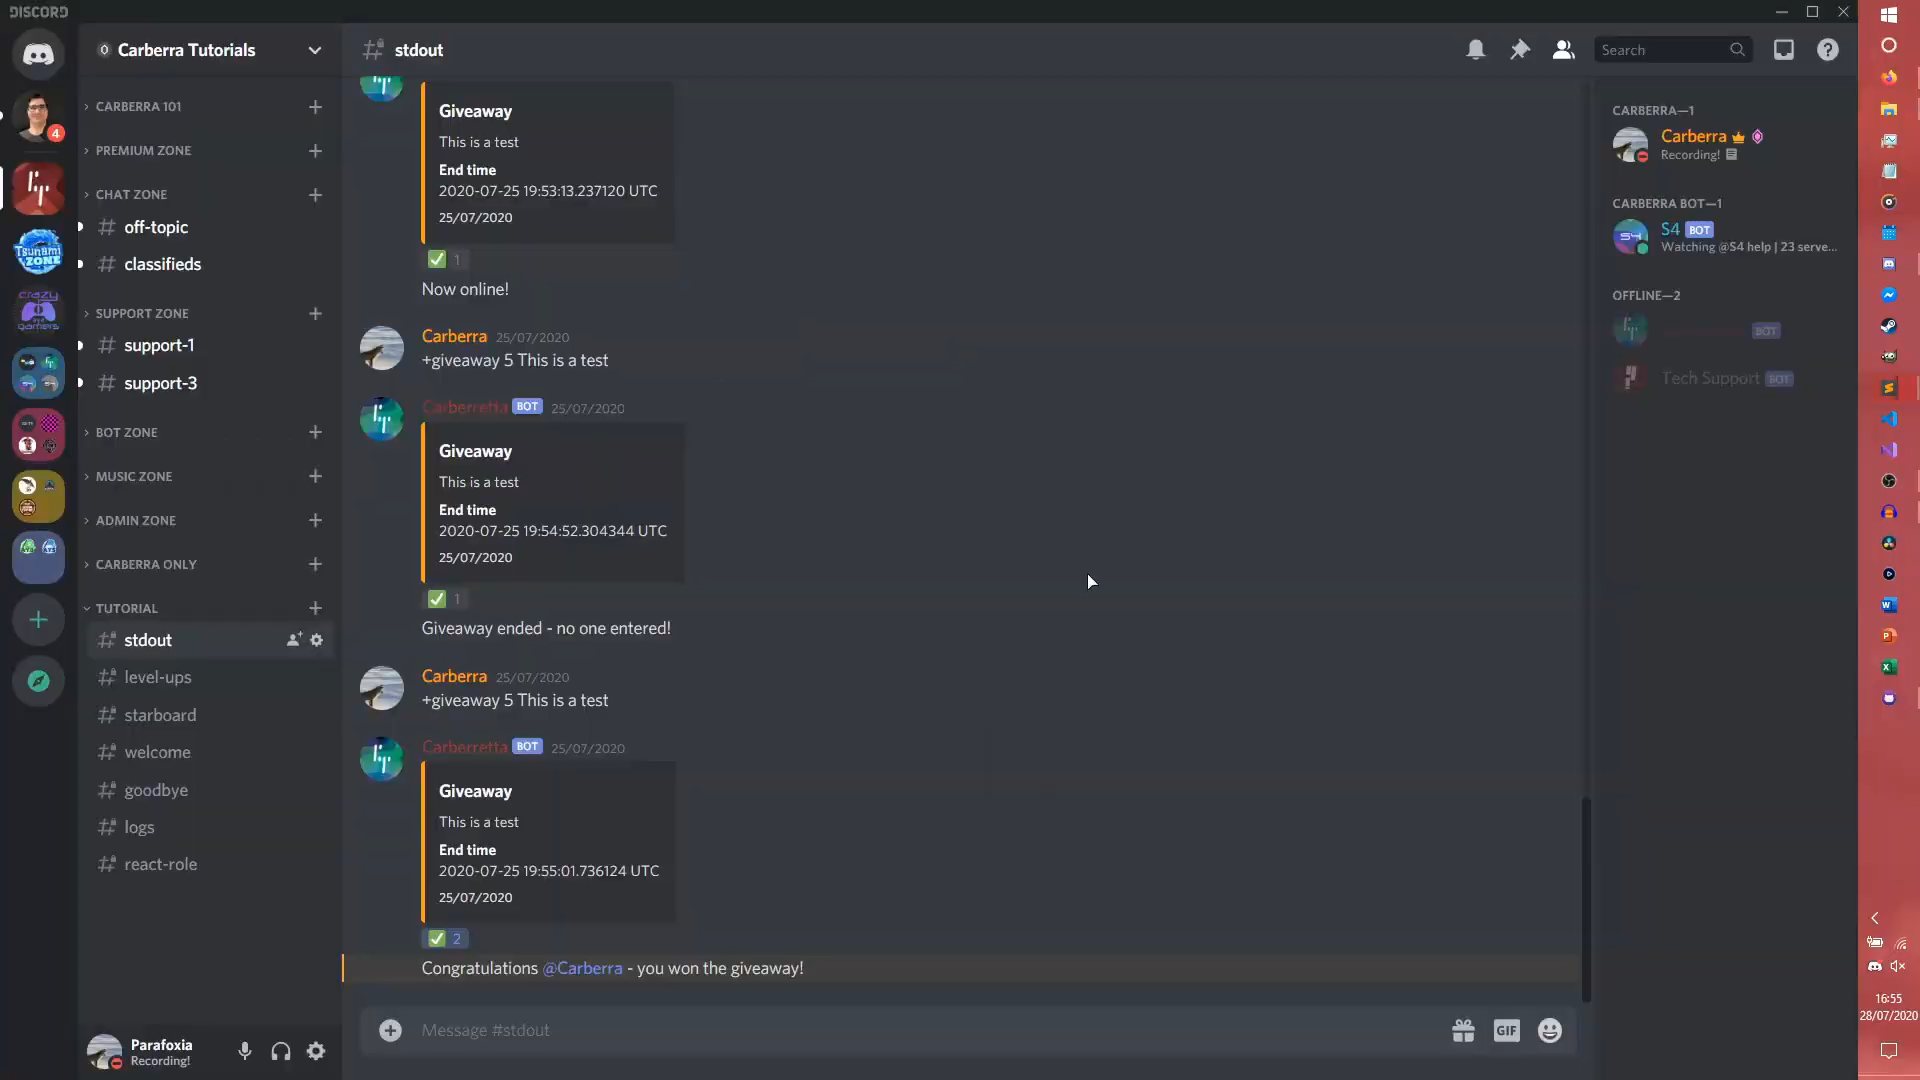 DISCORD
Carberra Tutorials
CARBERRA 101
PREMIUM ZONE
CHAT ZONE
off-topic
classifieds
SUPPORT ZONE
support-1
support-3
BOT ZONE
MUSIC ZONE
ADMIN ZONE
CARBERRA ONLY
TUTORIAL
stdout
level-ups
starboard
welcome
goodbye
logs
react-role
Parafoxia
Recording!
4
Tsunami
ZONE
crazy
gamers
stdout
Search
Giveaway
This is a test
End time
2020-07-25 19:53:13.237120 UTC
25/07/2020
1
Now online!
Carberra 25/07/2020
+giveaway 5 This is a test
Carberretta BOT 25/07/2020
Giveaway
This is a test
End time
2020-07-25 19:54:52.304344 UTC
25/07/2020
1
Giveaway ended - no one entered!
Carberra 25/07/2020
+giveaway 5 This is a test
Carberretta BOT 25/07/2020
Giveaway
This is a test
End time
2020-07-25 19:55:01.736124 UTC
25/07/2020
2
Congratulations @Carberra - you won the giveaway!
Message #stdout
GIF
CARBERRA—1
Carberra
Recording!
CARBERRA BOT—1
S4 BOT
Watching @S4 help | 23 serve...
OFFLINE—2
BOT
Tech Support BOT
16:55
28/07/2020